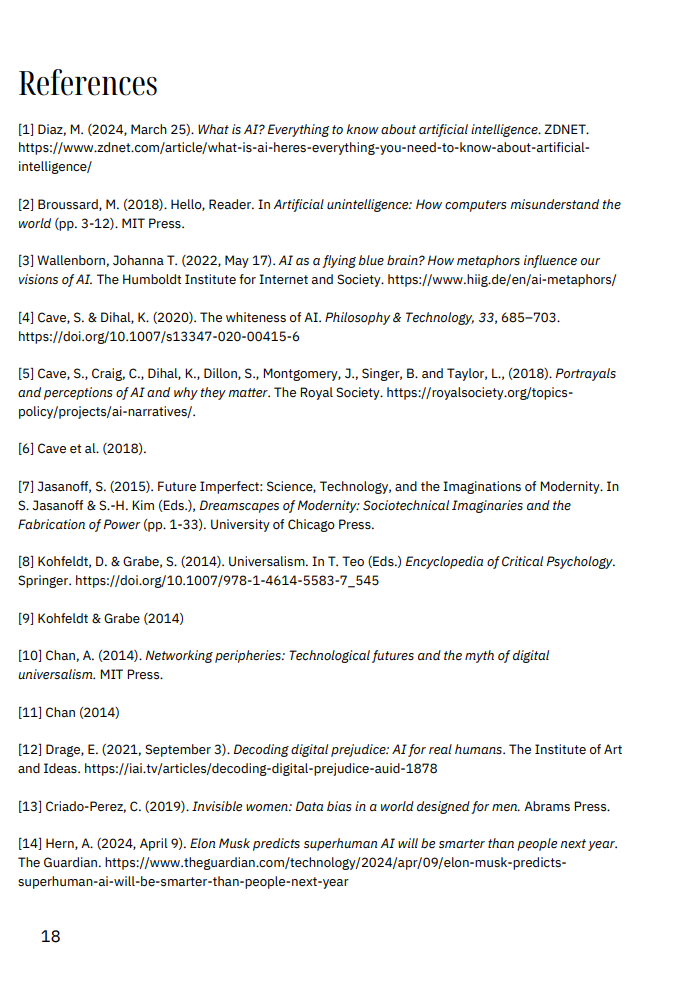 References
[1] Diaz, M. (2024, March 25). What is AI? Everything to know about artificial intelligence. ZDNET.
https://www.zdnet.com/article/what-is-ai-heres-everything-you-need-to-know-about-artificial-
intelligence/
[2] Broussard, M. (2018). Hello, Reader. In Artificial unintelligence: How computers misunderstand the
world (pp. 3-12). MIT Press.
[3] Wallenborn, Johanna T. (2022, May 17). AI as a flying blue brain? How metaphors influence our
visions of AI. The Humboldt Institute for Internet and Society. https://www.hiig.de/en/ai-metaphors/
[4] Cave, S. & Dihal, K. (2020). The whiteness of AI. Philosophy & Technology, 33, 685–703.
https://doi.org/10.1007/s13347-020-00415-6
[5] Cave, S., Craig, C., Dihal, K., Dillon, S., Montgomery, J., Singer, B. and Taylor, L., (2018). Portrayals
and perceptions of AI and why they matter. The Royal Society. https://royalsociety.org/topics-
policy/projects/ai-narratives/.
[6] Cave et al. (2018).
[7] Jasanoff, S. (2015). Future Imperfect: Science, Technology, and the Imaginations of Modernity. In
S. Jasanoff & S.-H. Kim (Eds.), Dreamscapes of Modernity: Sociotechnical Imaginaries and the
Fabrication of Power (pp. 1-33). University of Chicago Press.
[8] Kohfeldt, D. & Grabe, S. (2014). Universalism. In T. Teo (Eds.) Encyclopedia of Critical Psychology.
Springer. https://doi.org/10.1007/978-1-4614-5583-7_545
[9] Kohfeldt & Grabe (2014)
[10] Chan, A. (2014). Networking peripheries: Technological futures and the myth of digital
universalism. MIT Press.
[11] Chan (2014)
[12] Drage, E. (2021, September 3). Decoding digital prejudice: AI for real humans. The Institute of Art
and Ideas. https://iai.tv/articles/decoding-digital-prejudice-auid-1878
[13] Criado-Perez, C. (2019). Invisible women: Data bias in a world designed for men. Abrams Press.
[14] Hern, A. (2024, April 9). Elon Musk predicts superhuman AI will be smarter than people next year.
The Guardian. https://www.theguardian.com/technology/2024/apr/09/elon-musk-predicts-
superhuman-ai-will-be-smarter-than-people-next-year
18